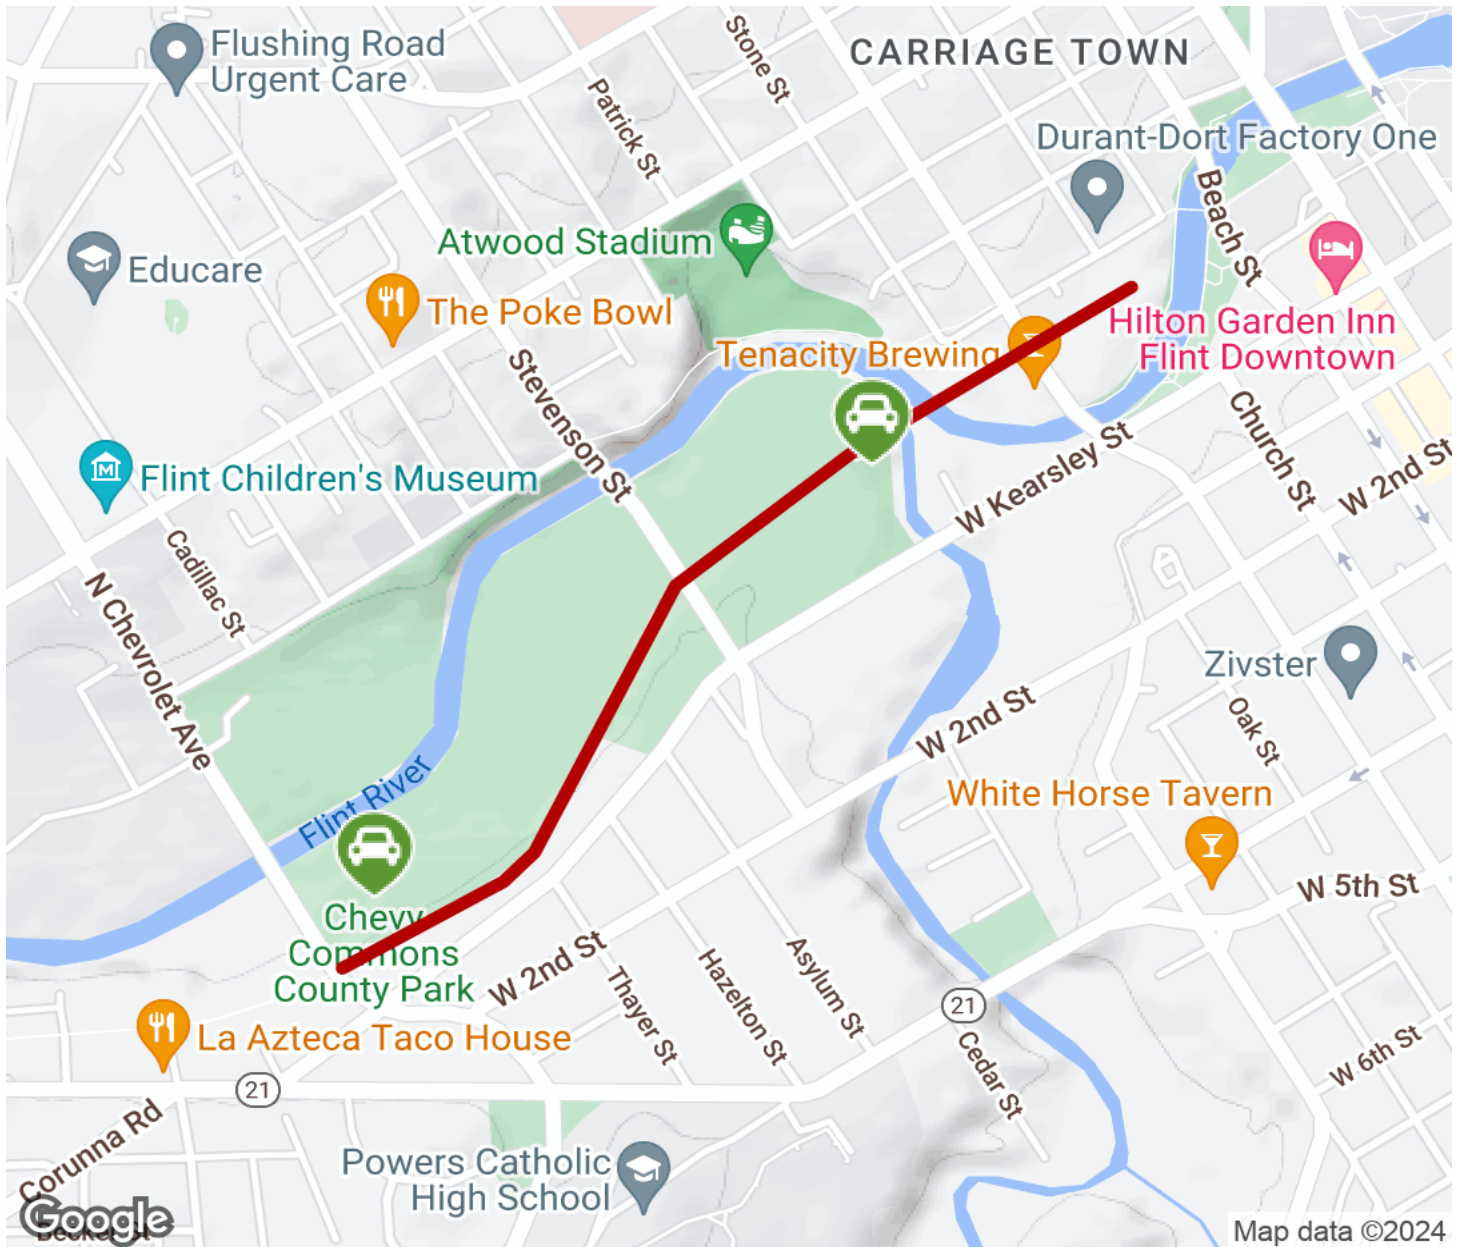 Flushing Road
Urgent Care
Stone St
CARRIAGE TOWN
Patrick St
Durant-Dort Factory One
Beach St
Atwood Stadium
Educare
The Poke Bowl
Hilton Garden Inn
Flint Downtown
Tenacity Brewing
Stevenson St
Church St
W Kearsley St
W 2nd St
Flint Children's Museum
M
Cadillac St
N Chevrolet Ave
Zivster
Oak St
W 2nd St
Flint River
White Horse Tavern
W 5th St
Chevy
Commons
County Park
W 2nd St
Thayer St
Hazelton St
Asylum St
21
La Azteca Taco House
Cedar St
W 6th St
21
Corunna Rd
Powers Catholic
High School
Google
Map data ©2024